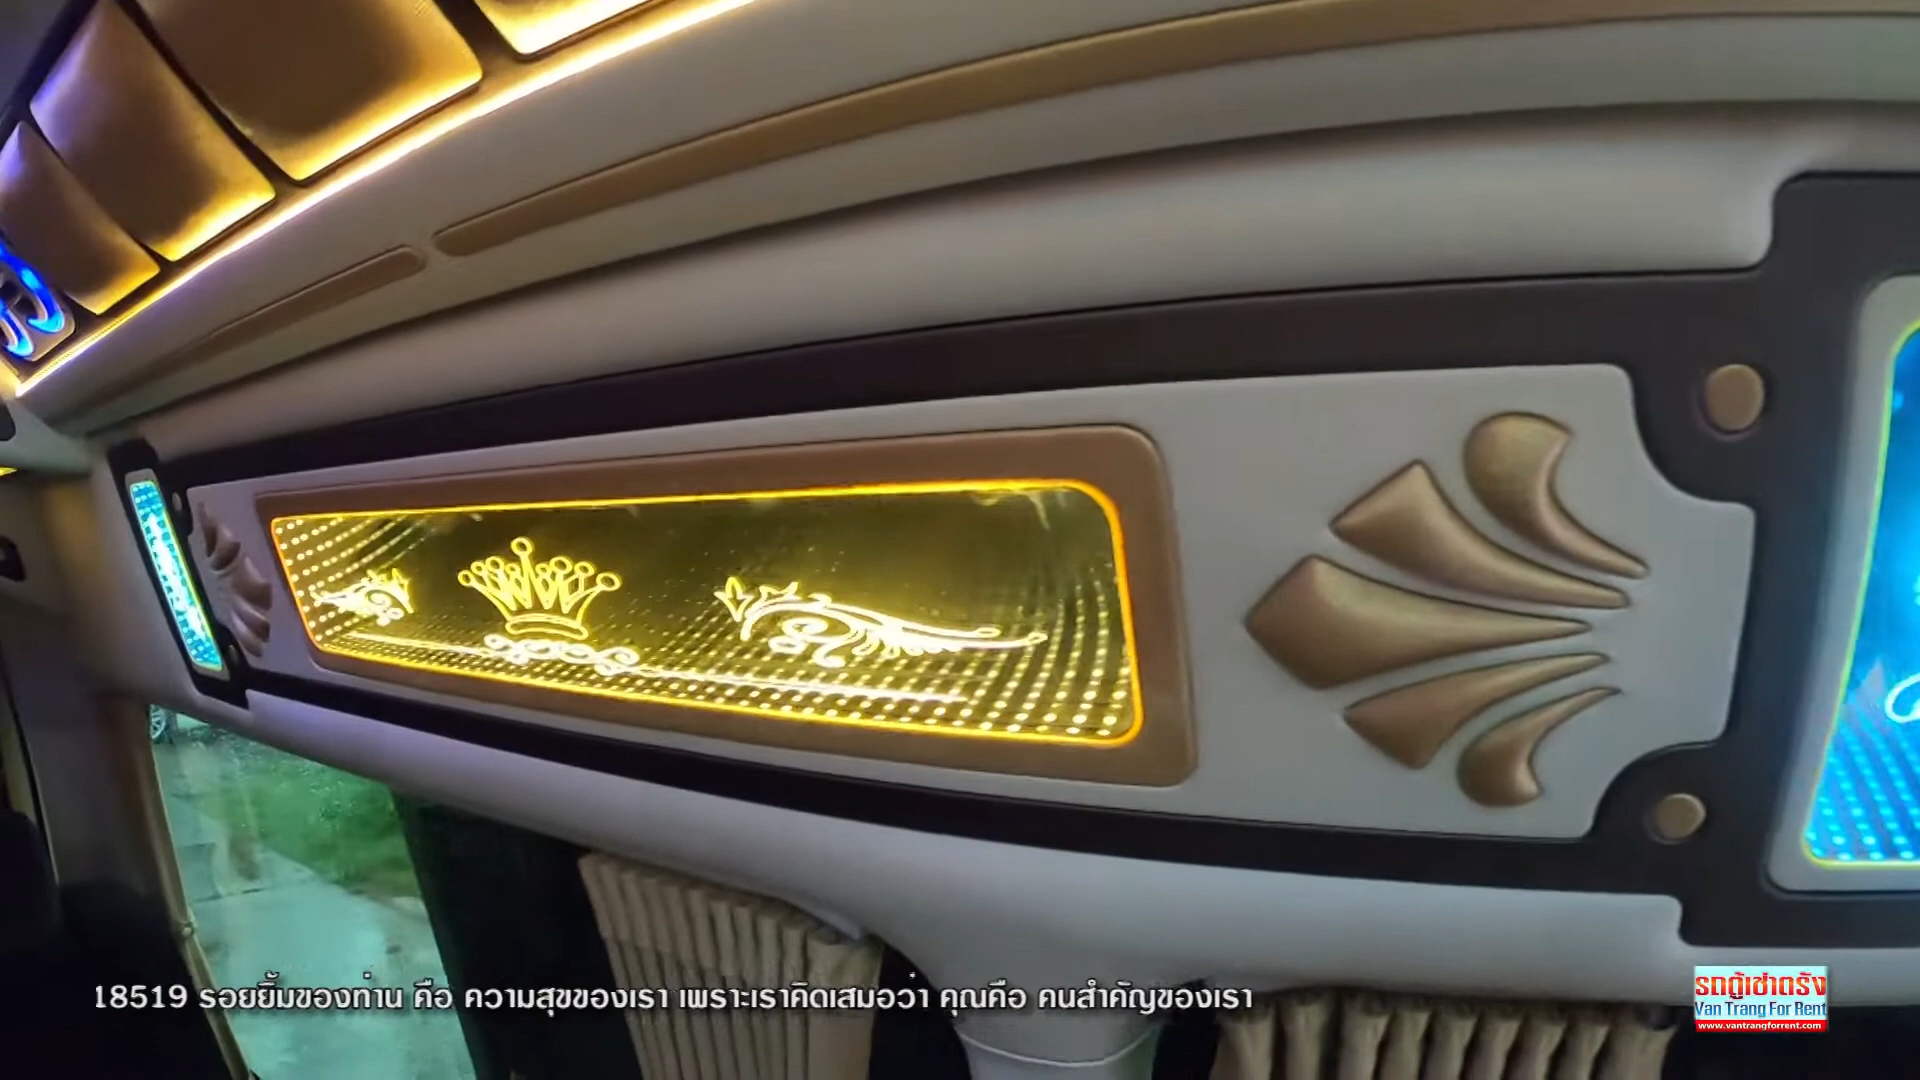 18519 รอยยิ้มของท่าน คือ ความสุขของเรา เพราะเราคิดเสมอว่า คุณคือ คนสำคัญของเรา
รถตู้เช่าตรัง
Van Trang For Rent
www.vantrangforrent.com